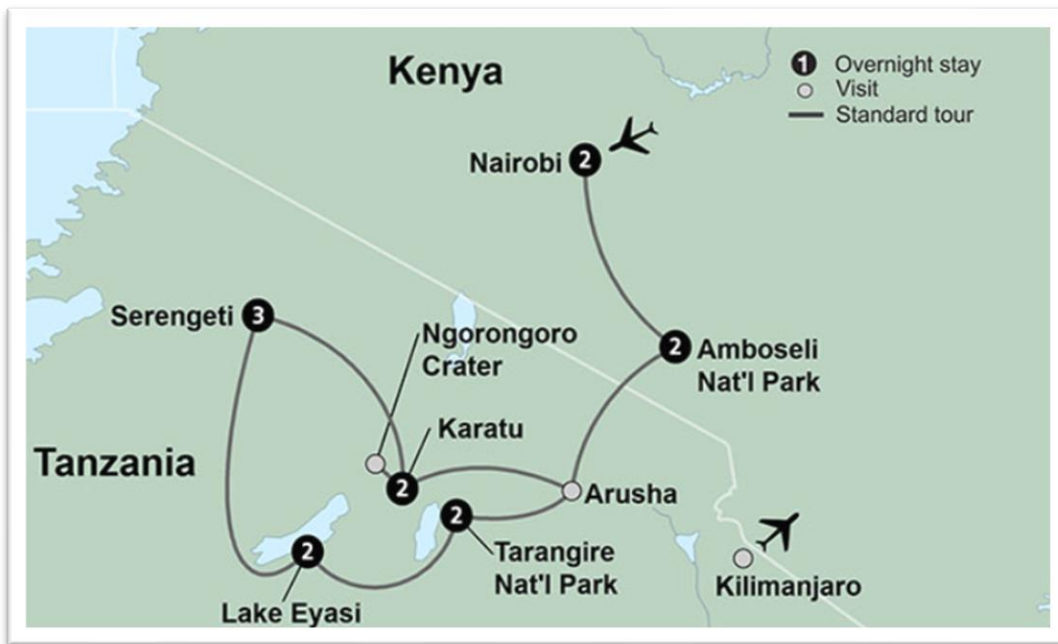 Kenya
1 Overnight stay
Visit
Standard tour
Nairobi 2
Serengeti 3
Ngorongoro
Crater
2 Amboseli
Nat'l Park
Karatu
2
Tanzania
Arusha
2
Tarangire
Nat'l Park
2
Lake Eyasi
Kilimanjaro